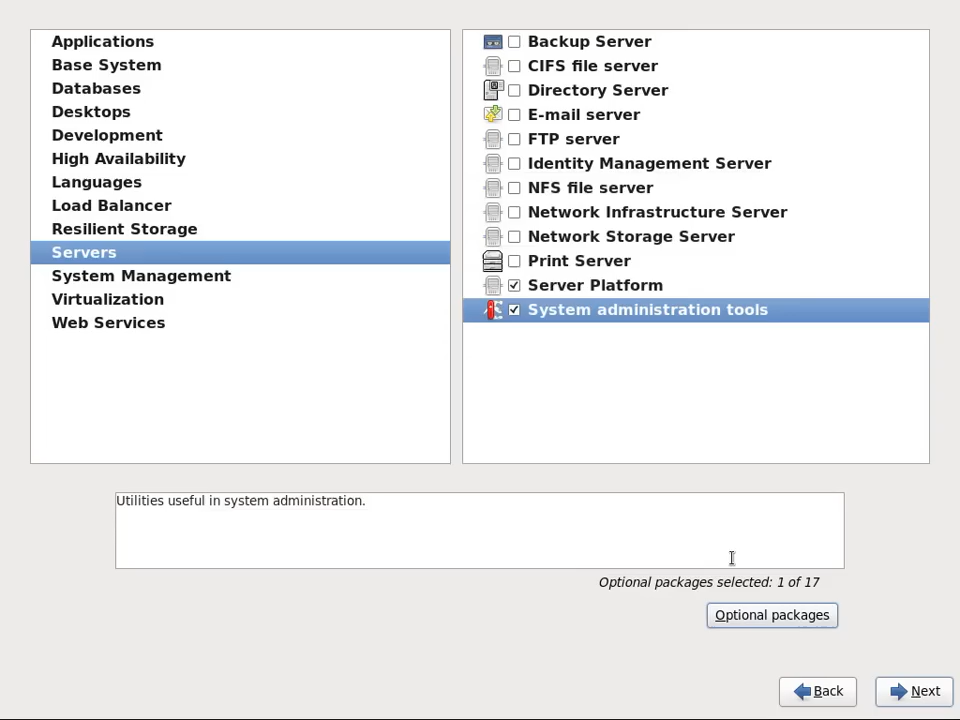 Applications
Base System
Databases
Desktops
Development
High Availability
Languages
Load Balancer
Resilient Storage
Servers
System Management
Virtualization
Web Services
Backup Server
CIFS file server
Directory Server
E-mail server
FTP server
Identity Management Server
NFS file server
Network Infrastructure Server
Network Storage Server
Print Server
Server Platform
System administration tools
Utilities useful in system administration.
Optional packages selected: 1 of 17
Optional packages
Back
Next